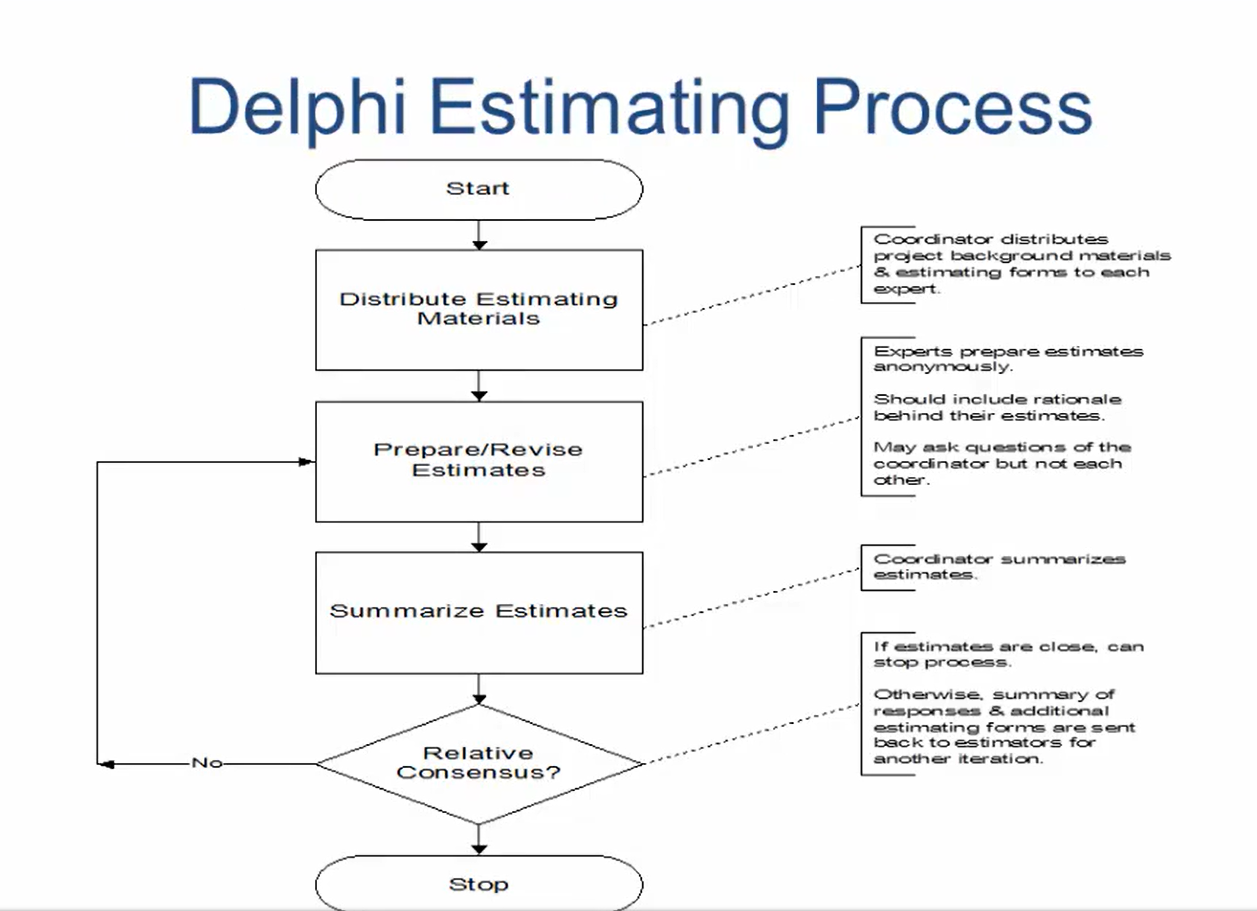 Delphi Estimating Process
Start
Distribute Estimating
Materials
Coordinator distributes
project background materials
& estimating forms to each
expert.
Prepare/Revise
Estimates
Experts prepare estimates
anonymously.
Should include rationale
behind their estimates.
May ask questions of the
coordinator but not each
other.
Summarize Estimates
Coordinator summarizes
estimates.
Relative
Consensus?
If estimates are close, can
stop process.
Otherwise, summary of
responses & additional
estimating forms are sent
back to estimators for
another iteration.
No
Stop